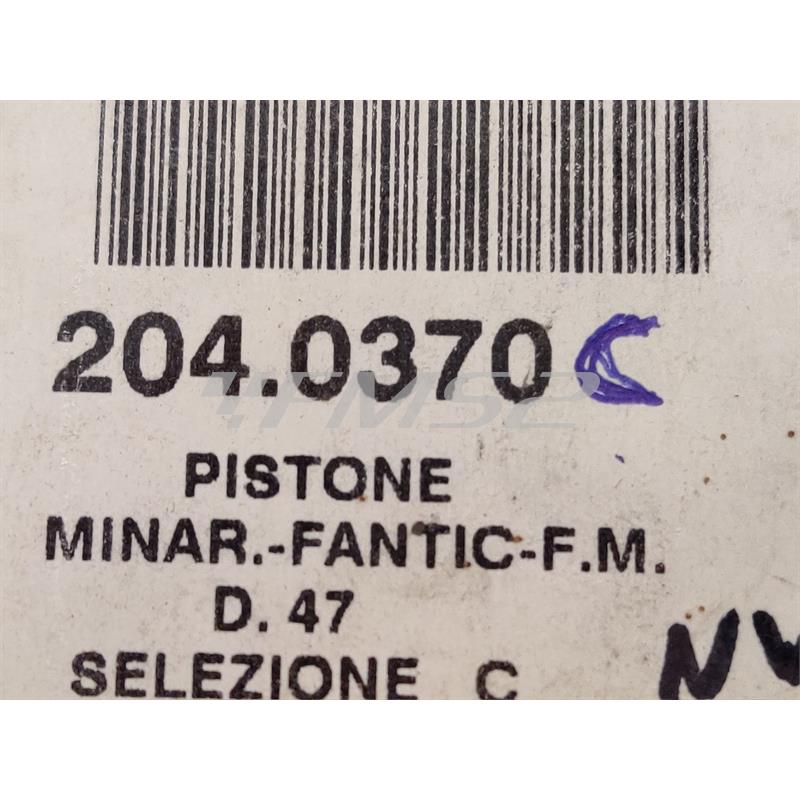 204.0370 C
PISTONE
MINAR.-FANTIC-F.M.
D. 47
SELEZIONE C